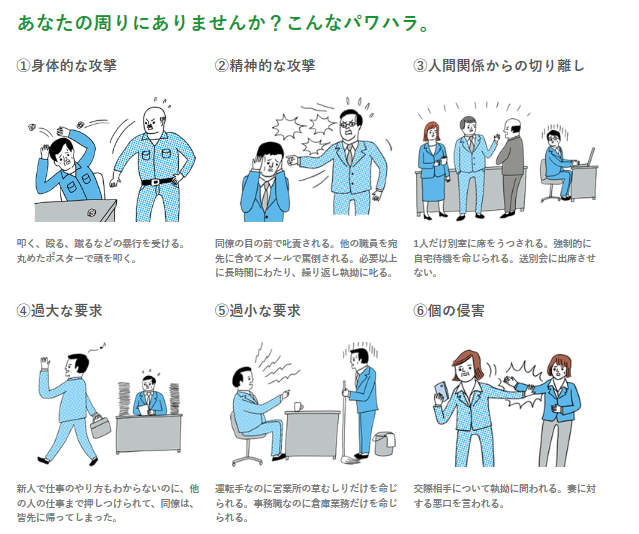 あなたの周りにありませんか？こんなパワハラ。
①身体的な攻撃
叩く、殴る、蹴るなどの暴行を受ける。
丸めたポスターで頭を叩く。
②精神的な攻撃
同僚の目の前で叱責される。他の職員を宛
先に含めてメールで罵倒される。必要以上
に長時間にわたり、繰り返し執拗に叱る。
③人間関係からの切り離し
1人だけ別室に席をうつされる。強制的に
自宅待機を命じられる。送別会に出席させ
ない。
④過大な要求
新人で仕事のやり方もわからないのに、他
の人の仕事まで押しつけられて、同僚は、
皆先に帰ってしまった。
⑤過小な要求
運転手なのに営業所の草むしりだけを命じ
られる。事務職なのに倉庫業務だけを命じ
られる。
⑥個の侵害
交際相手について執拗に問われる。妻に対
する悪口を言われる。